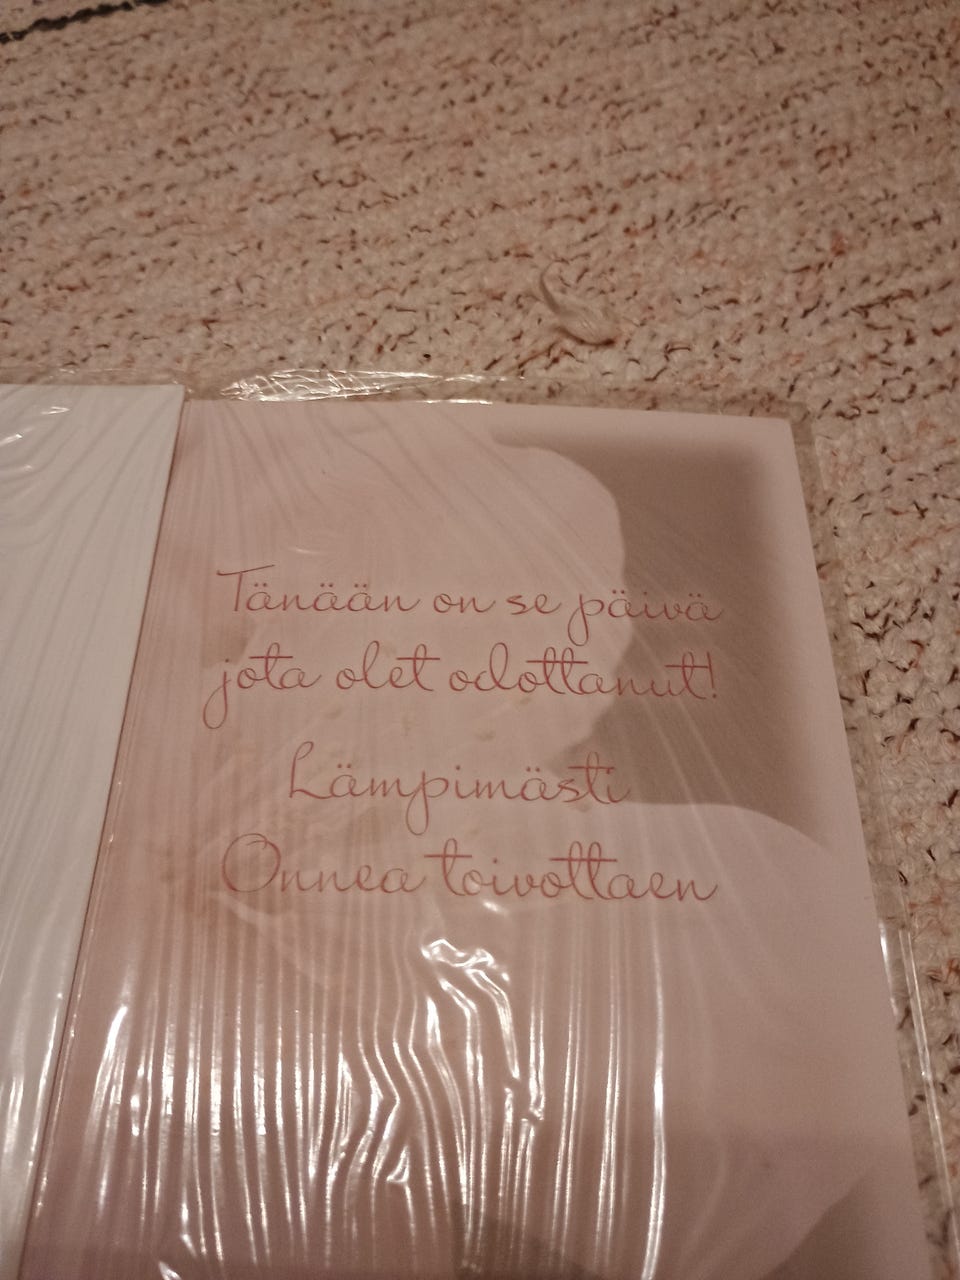 Tänään on se päivä
jota olet odottanut!
Lämpimästi
Onnea toivottaen